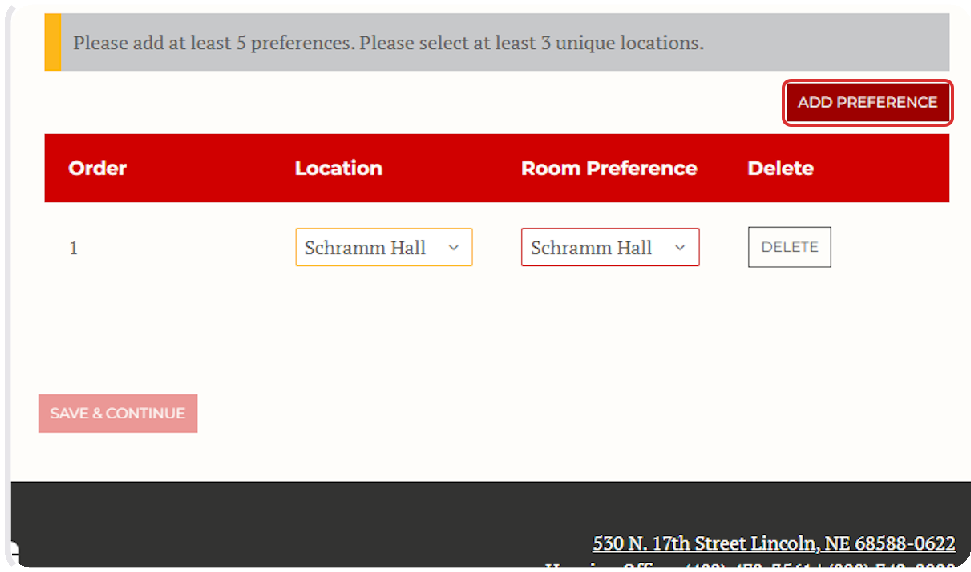 Please add at least 5 preferences. Please select at least 3 unique locations.
ADD PREFERENCE
Order Location Room Preference Delete
1 Schramm Hall Schramm Hall DELETE
SAVE & CONTINUE
530 N. 17th Street Lincoln, NE 68588-0622